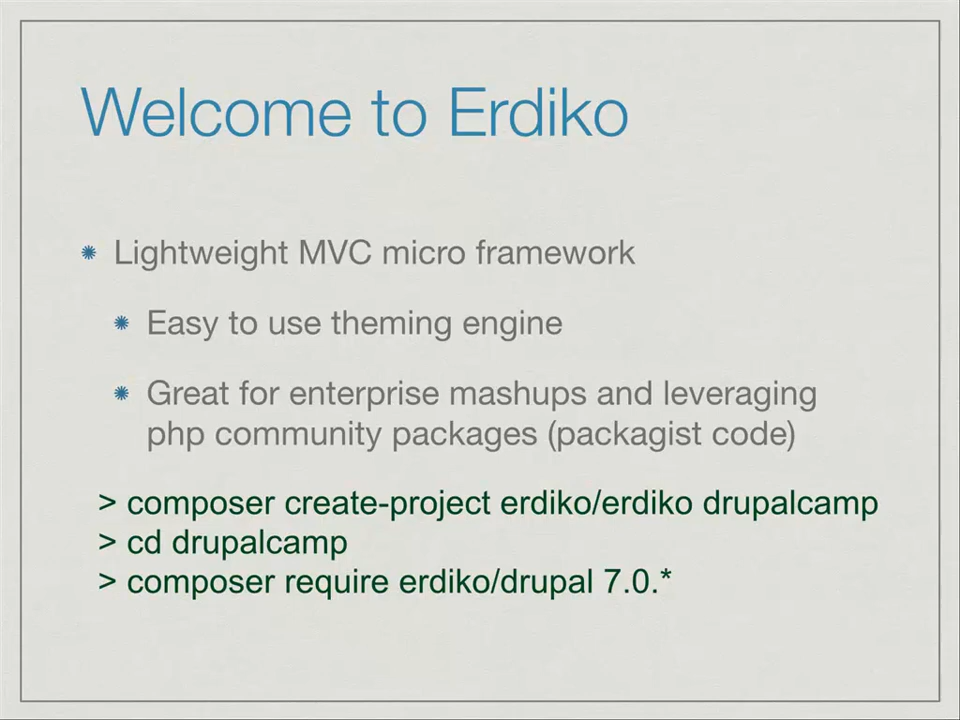 Welcome to Erdiko
Lightweight MVC micro framework
Easy to use theming engine
Great for enterprise mashups and leveraging
php community packages (packagist code)
> composer create-project erdiko/erdiko drupalcamp
> cd drupalcamp
> composer require erdiko/drupal 7.0.*